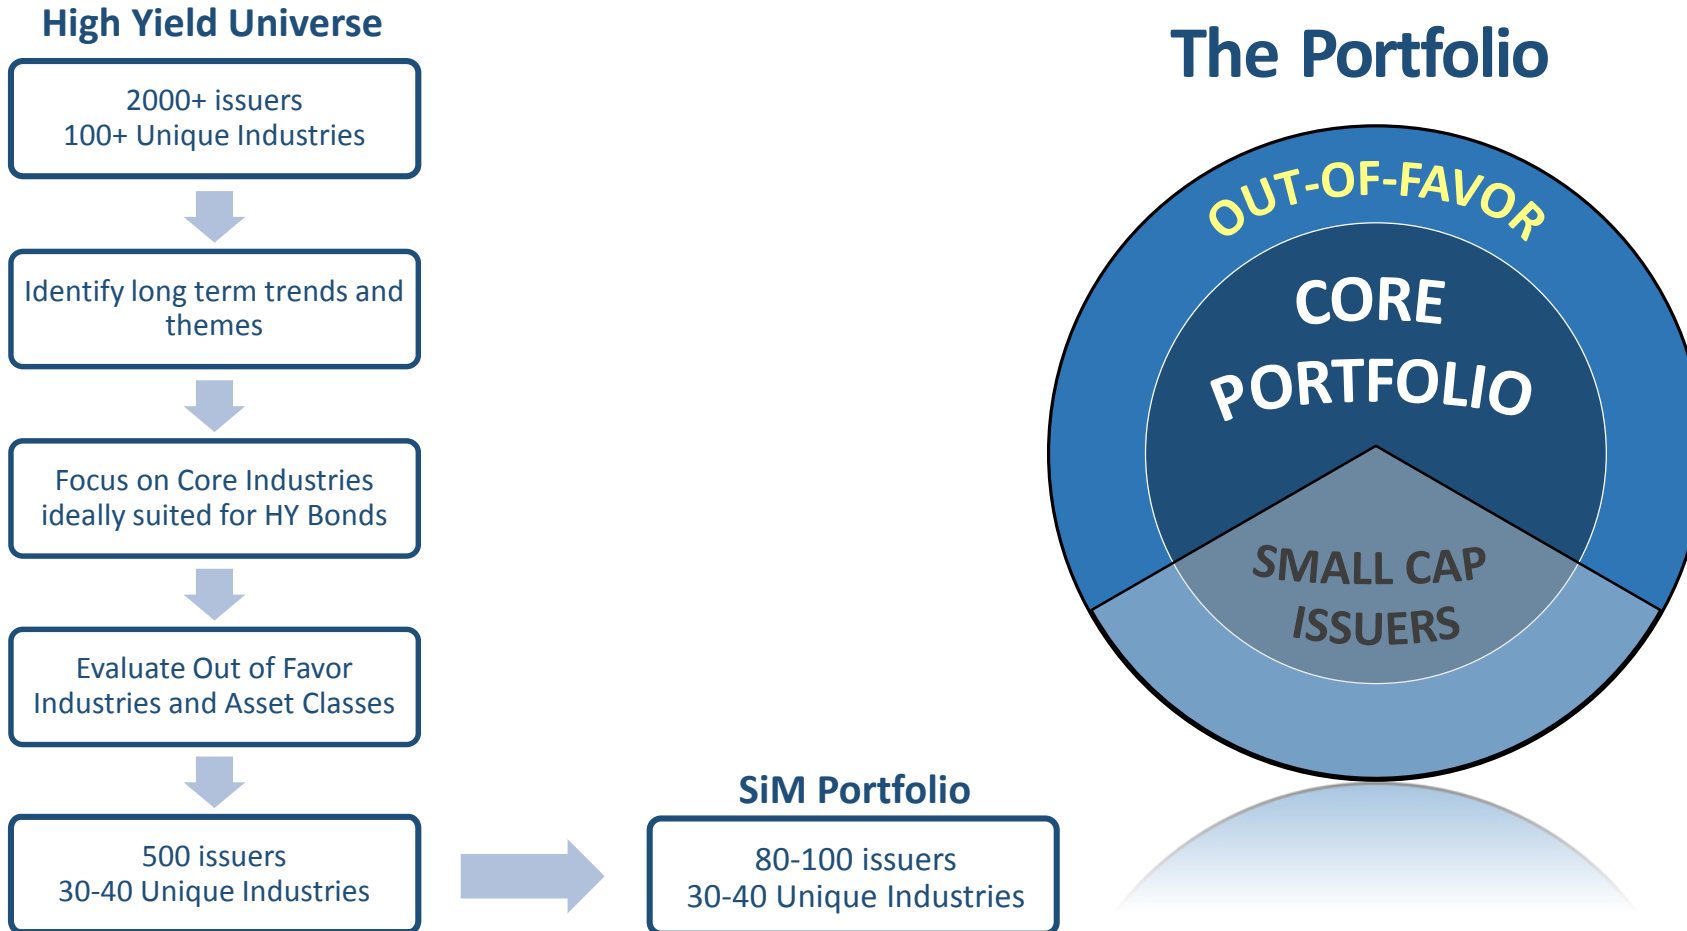 High Yield Universe
2000+ issuers
100+ Unique Industries
Identify long term trends and
themes
Focus on Core Industries
ideally suited for HY Bonds
Evaluate Out of Favor
Industries and Asset Classes
500 issuers
30-40 Unique Industries
SiM Portfolio
80-100 issuers
30-40 Unique Industries
The Portfolio
OUT-OF-FAVOR
CORE
PORTFOLIO
SMALL CAP
ISSUERS